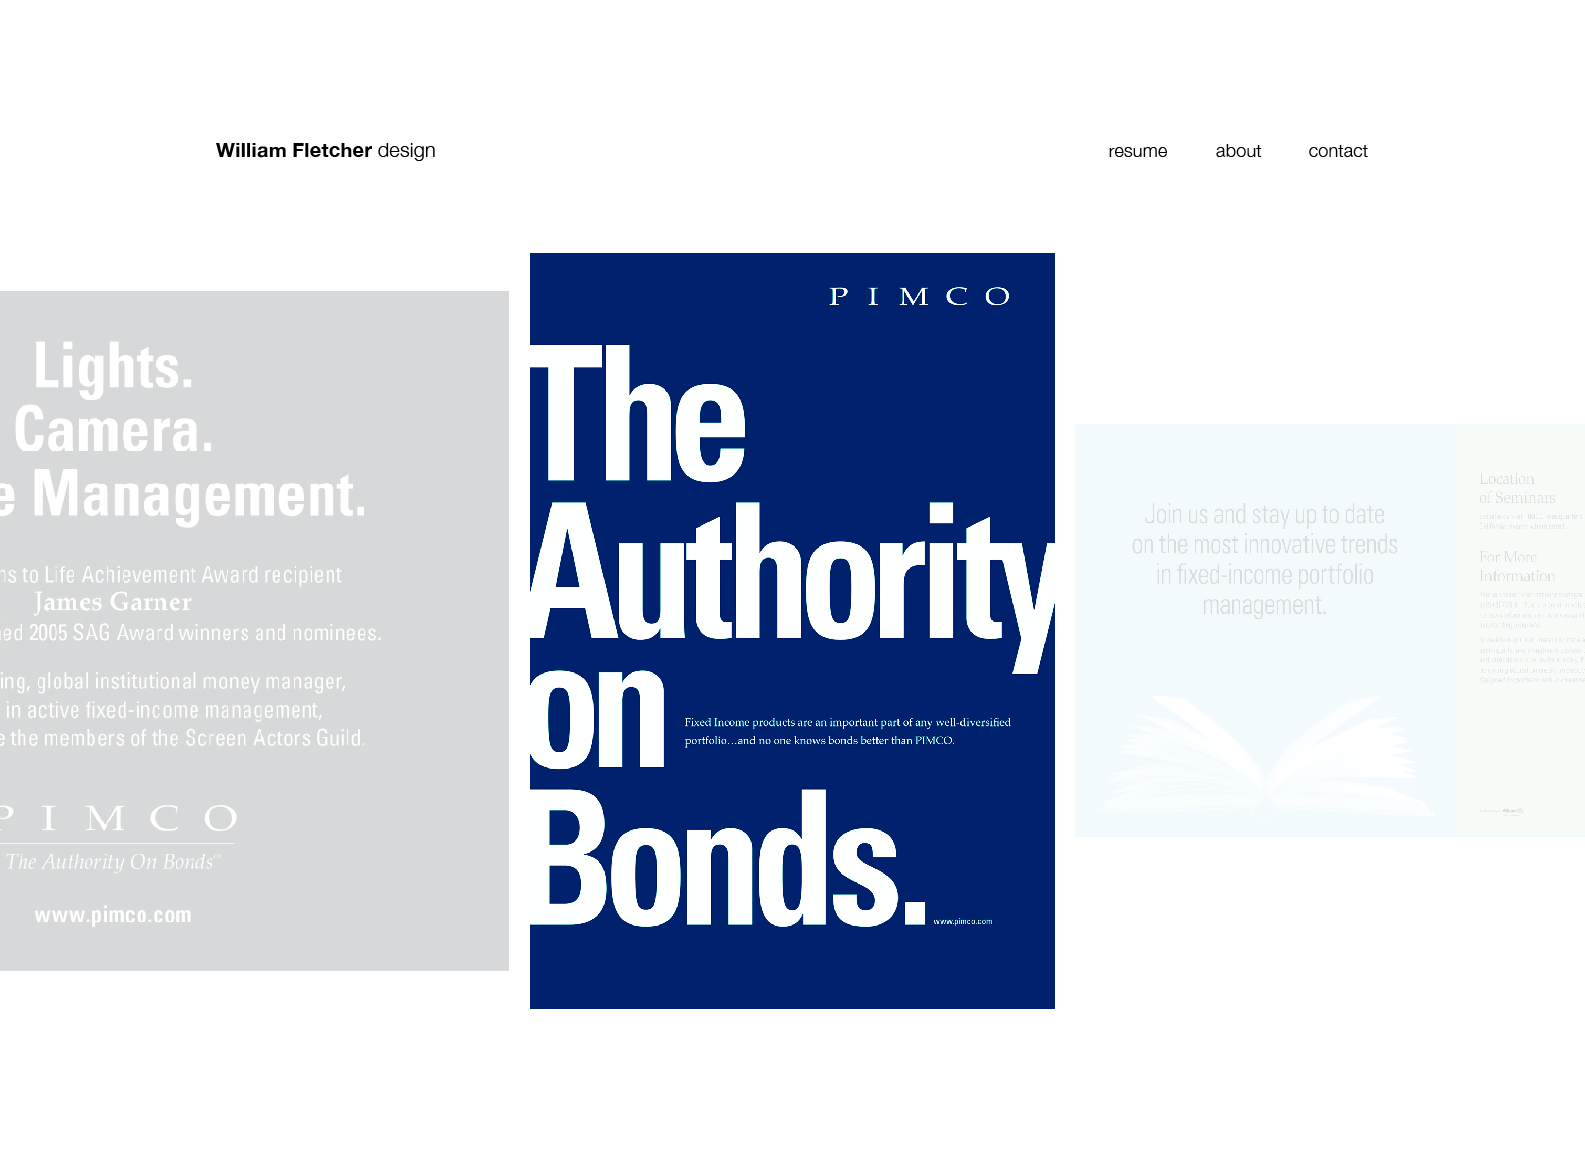 William Fletcher design
resume
about
contact
Lights.
Camera.
e Management.
ns to Life Achievement Award recipient
James Garner
ed 2005 SAG Award winners and nominees.
ing, global institutional money manager,
in active fixed-income management,
e the members of the Screen Actors Guild.
PIMCO
The Authority On Bonds™
www.pimco.com
PIMCO
The
Authority
on
Fixed Income products are an important part of any well-diversified
portfolio…and no one knows bonds better than PIMCO.
Bonds.
www.pimco.com
Join us and stay up to date
on the most innovative trends
in fixed-income portfolio
management.
Location
of Seminars
For More
Information